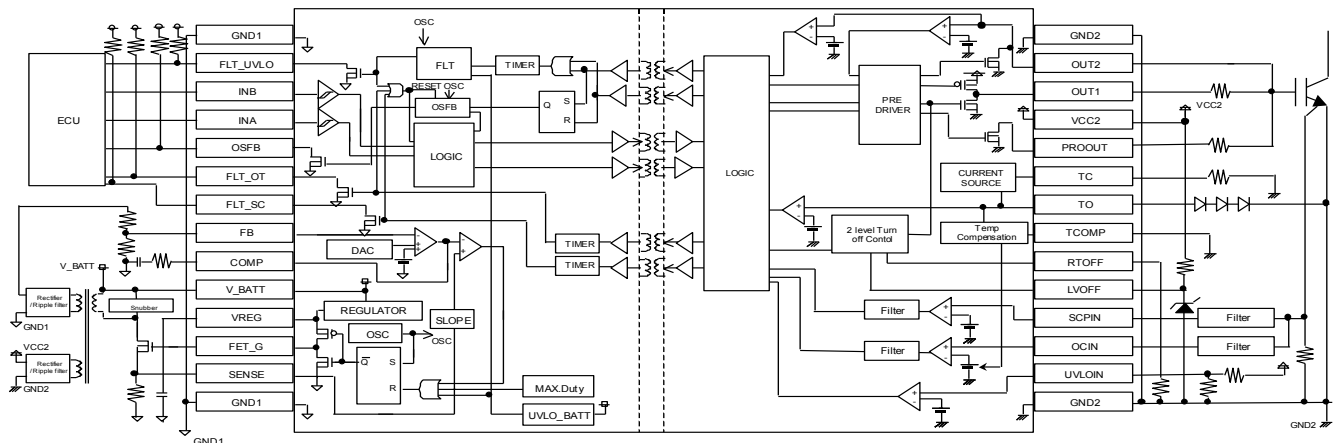 ECU
V_BATT
Rectifier
/Ripple filter
GND1
VCC2
Rectifier
/Ripple filter
GND2
Snubber
GND1
GND1
FLT_UVLO
INB
INA
OSFB
FLT_OT
FLT_SC
FB
COMP
V_BATT
VREG
FET_G
SENSE
GND1
OSC
FLT
TIMER
RESET OSC
OSFB
LOGIC
Q
S
R
DAC
TIMER
TIMER
REGULATOR
SLOPE
OSC
OSC
Q
S
R
MAX.Duty
UVLO_BATT
LOGIC
PRE
DRIVER
CURRENT
SOURCE
2 level Turn
off Contol
Temp
Compensation
Filter
Filter
GND2
OUT2
OUT1
VCC2
PROOUT
TC
TO
TCOMP
RTOFF
LVOFF
SCPIN
OCIN
UVLOIN
GND2
VCC2
Filter
Filter
GND2